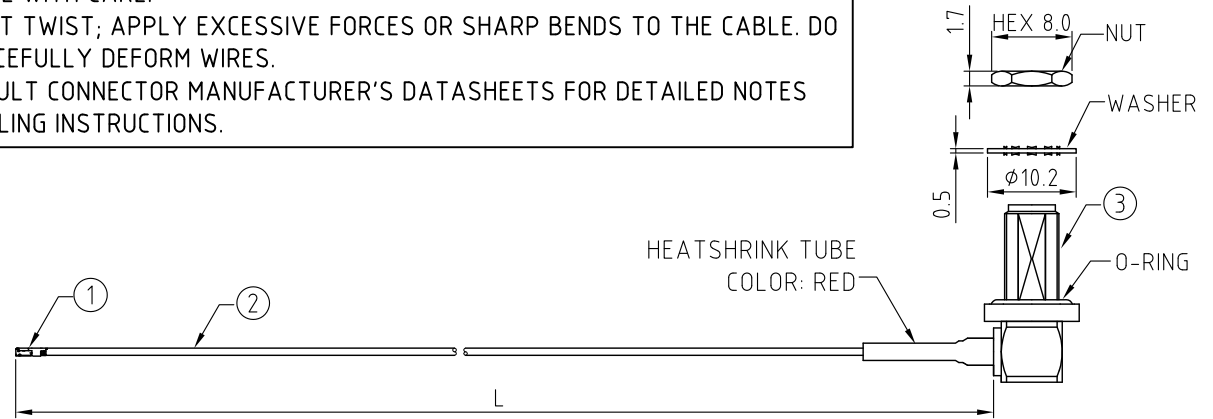 T TWIST; APPLY EXCESSIVE FORCES OR SHARP BENDS TO THE CABLE. DO
CEFULLY DEFORM WIRES.
ULT CONNECTOR MANUFACTURER'S DATASHEETS FOR DETAILED NOTES
LING INSTRUCTIONS.
1.7
HEX 8.0
NUT
WASHER
0.5
φ10.2
3
HEATSHRINK TUBE
COLOR: RED
O-RING
1
2
L